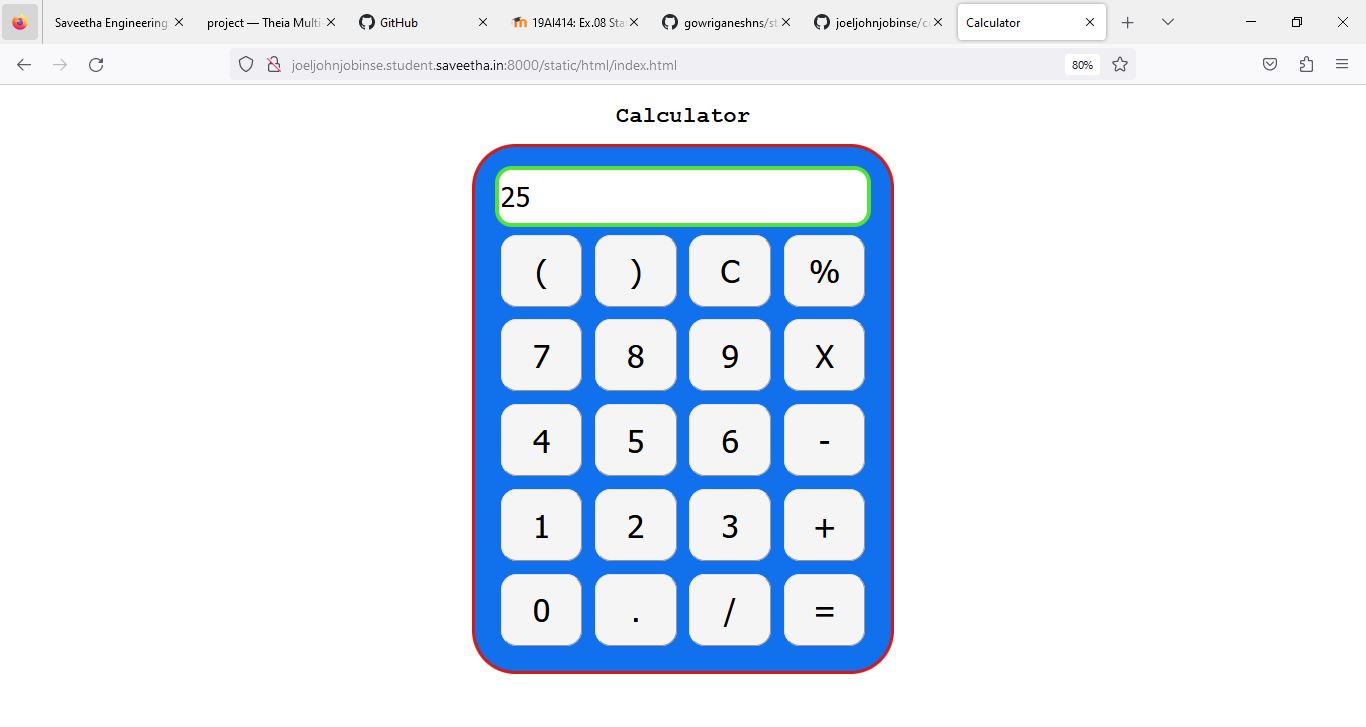 Saveetha Engineering
project — Theia Multi
GitHub
19AI414: Ex.08 Sta
gowriganeshns/st
joeljohnjobinse/c
Calculator
joeljohnjobinse.student.saveetha.in:8000/static/html/index.html
80%
Calculator
25
( ) C %
7 8 9 X
4 5 6 -
1 2 3 +
0 . / =